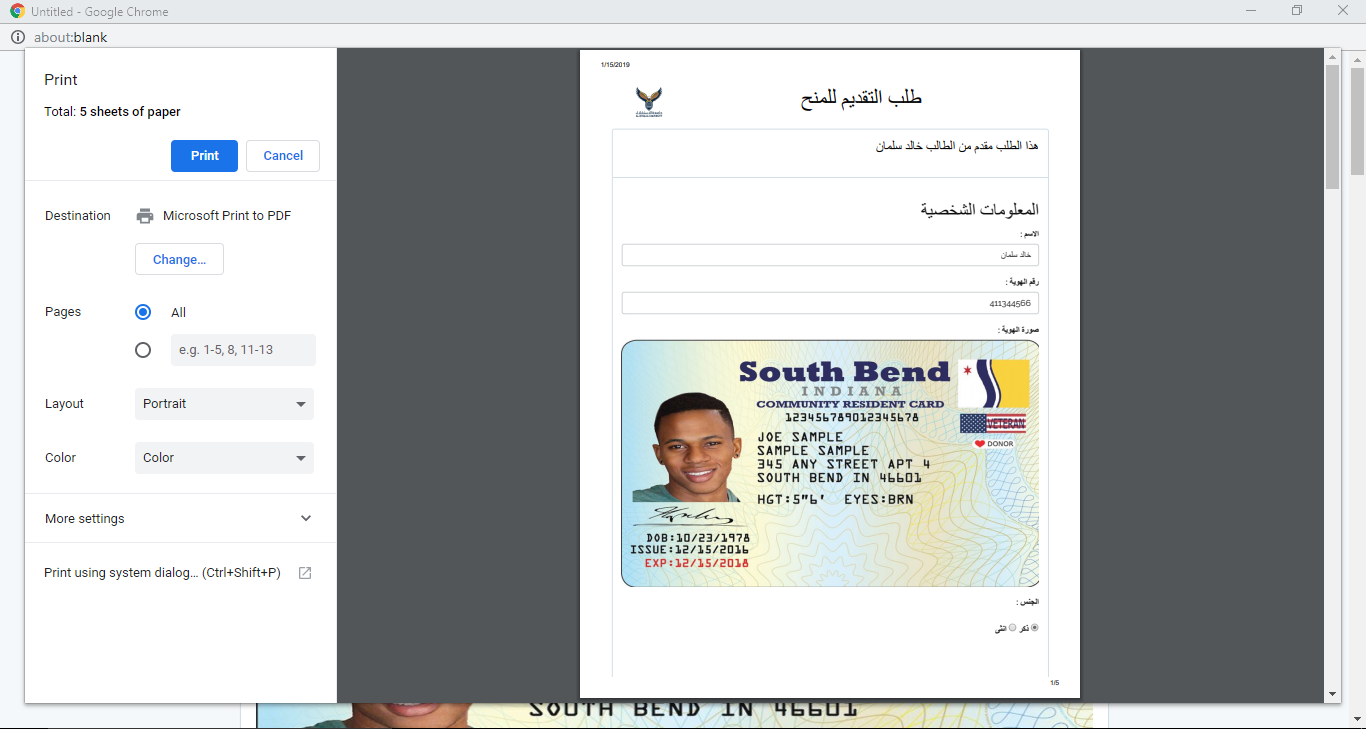 Untitled - Google Chrome
about:blank
Print
Total: 5 sheets of paper
Print
Cancel
Destination
Microsoft Print to PDF
Change...
Pages
All
e.g. 1-5, 8, 11-13
Layout
Portrait
Color
Color
More settings
Print using system dialog... (Ctrl+Shift+P)
1/15/2019
طلب التقديم للمنح
هذا الطلب مقدم من الطالب خالد سلمان
المعلومات الشخصية
الاسم :
خالد سلمان
رقم الهوية :
411344566
صورة الهوية :
South Bend
INDIANA
COMMUNITY RESIDENT CARD
123456789012345678
VETERAN
DONOR
JOE SAMPLE
SAMPLE SAMPLE
345 ANY STREET APT 4
SOUTH BEND IN 46601
HGT:5"6' EYES:BRN
DOB:10/23/1978
ISSUE:12/15/2016
EXP:12/15/2018
الجنس :
ذكر انثى
1/5
SOUTH BEND IN 46601